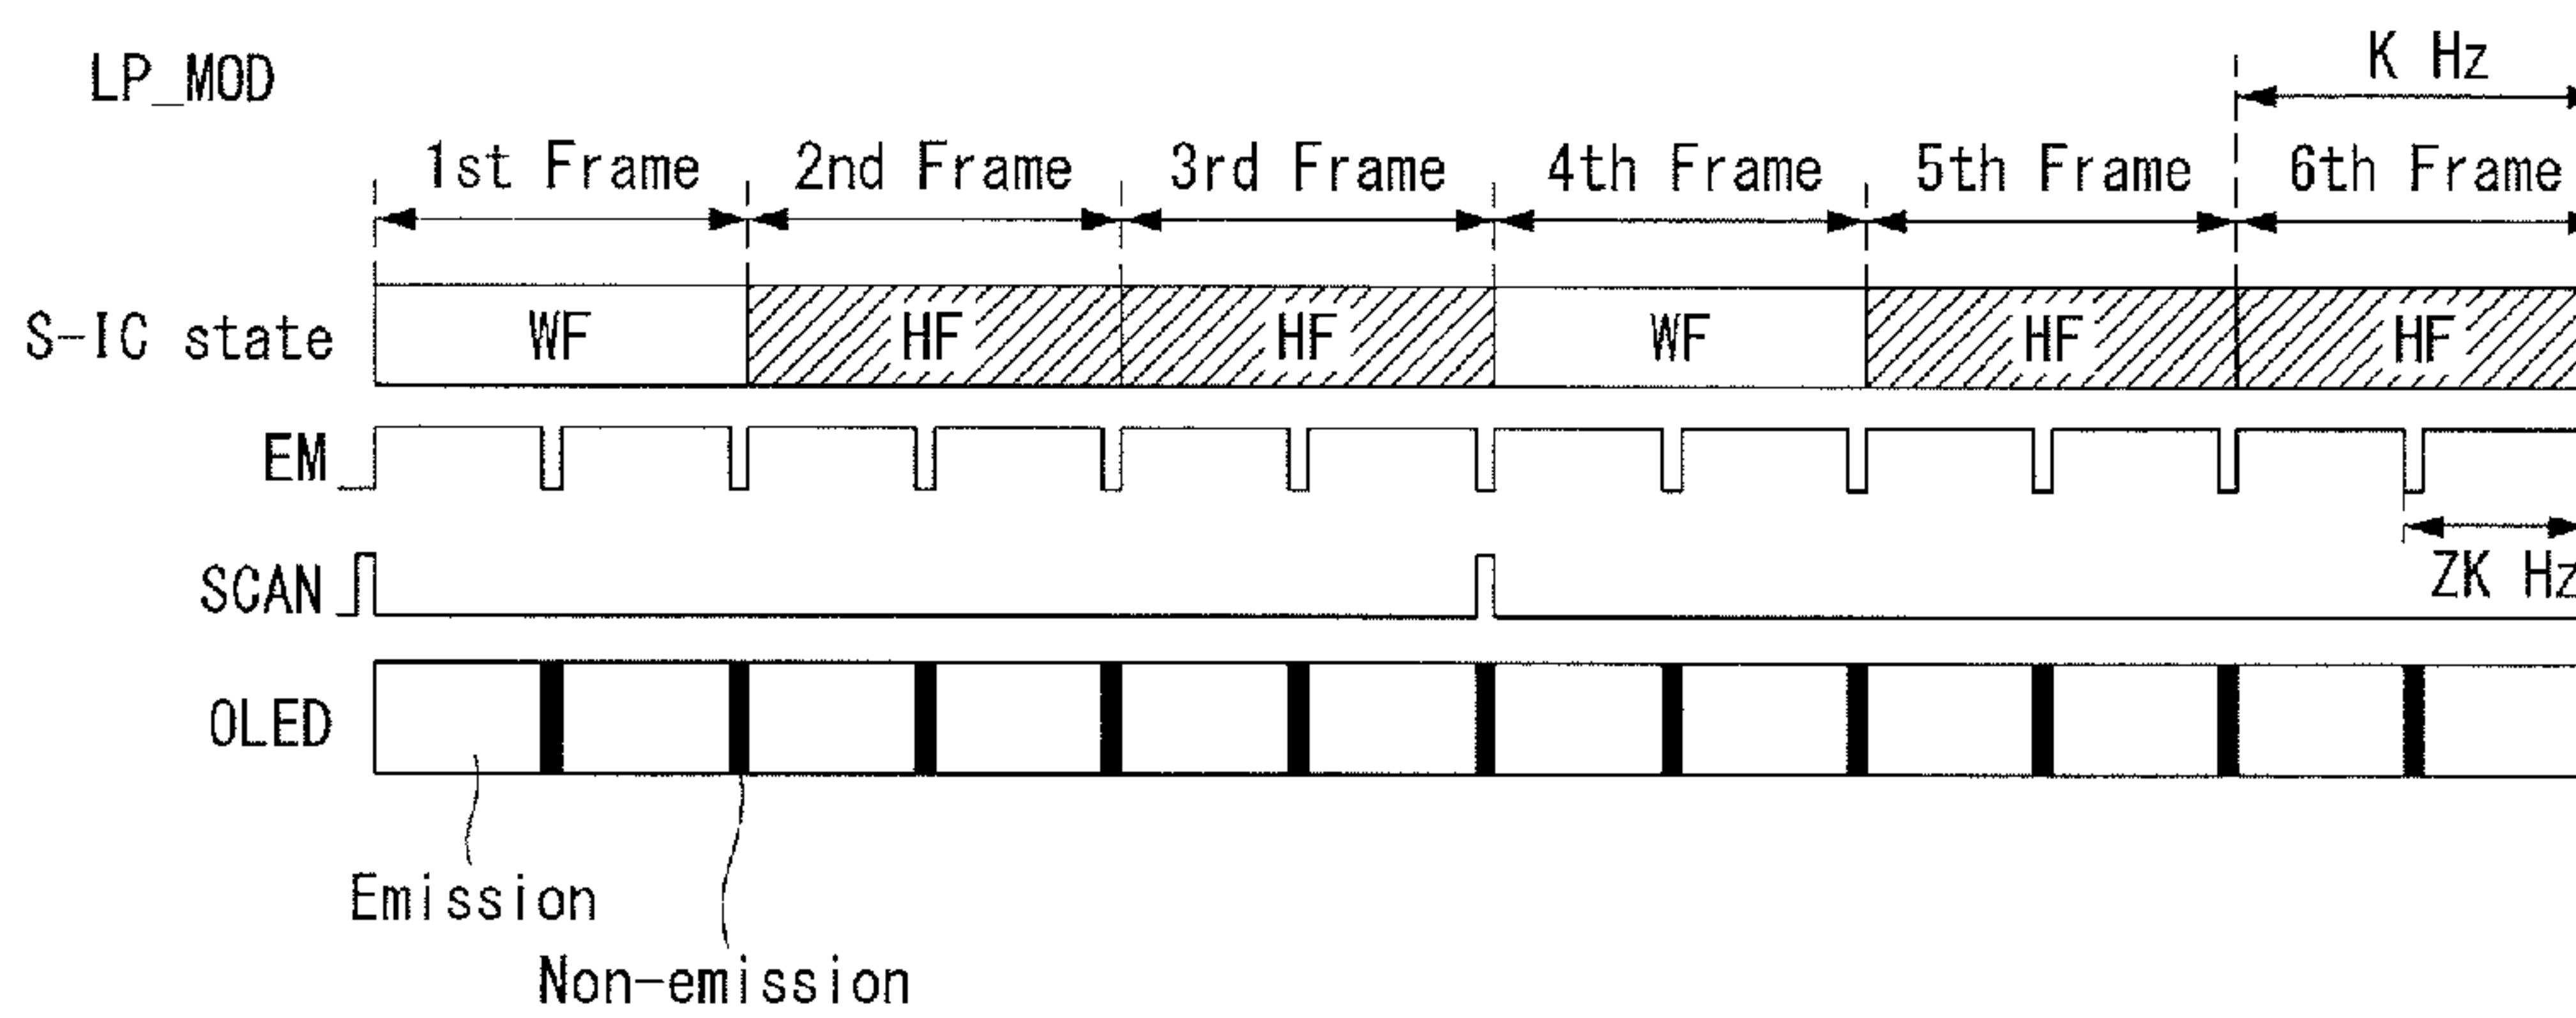 LP_MOD
K Hz
1st Frame 2nd Frame 3rd Frame 4th Frame 5th Frame 6th Frame
S-IC state WF HF HF WF HF HF
EM
SCAN
ZK Hz
OLED
Emission
Non-emission